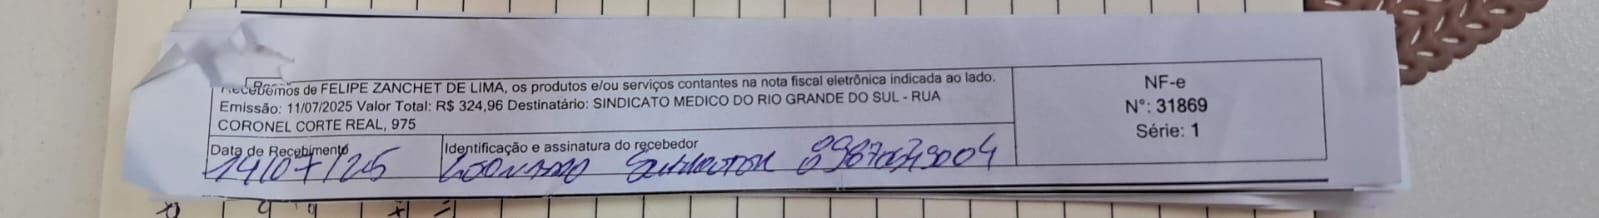 Recebemos de FELIPE ZANCHET DE LIMA, os produtos e/ou serviços contantes na nota fiscal eletrônica indicada ao lado.
Emissão: 11/07/2025 Valor Total: R$ 324,96 Destinatário: SINDICATO MEDICO DO RIO GRANDE DO SUL - RUA
CORONEL CORTE REAL, 975
Data de Recebimento
14/07/25
Identificação e assinatura do recebedor
NF-e
N°: 31869
Série: 1